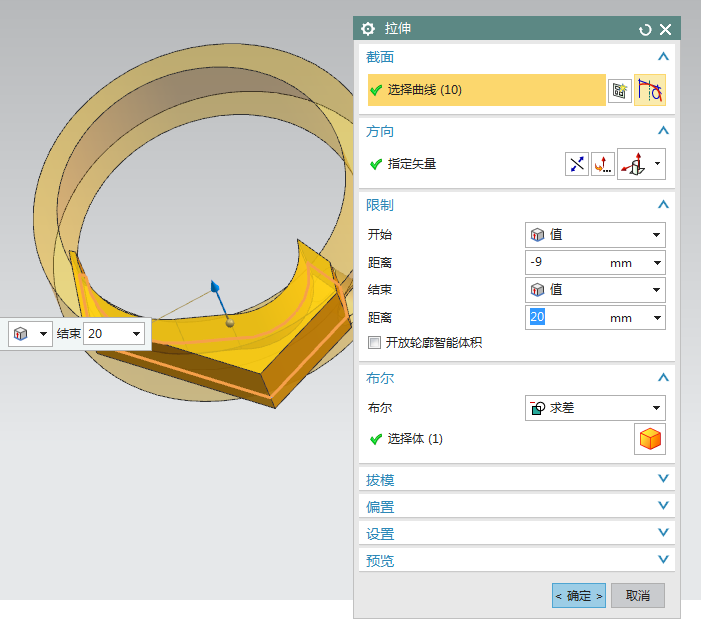 拉伸
截面
选择曲线 (10)
方向
指定矢量
限制
开始
值
距离
-9 mm
结束
值
距离
20 mm
开放轮廓智能体积
布尔
布尔
求差
选择体 (1)
拔模
偏置
设置
预览
< 确定 > 取消
结束 20